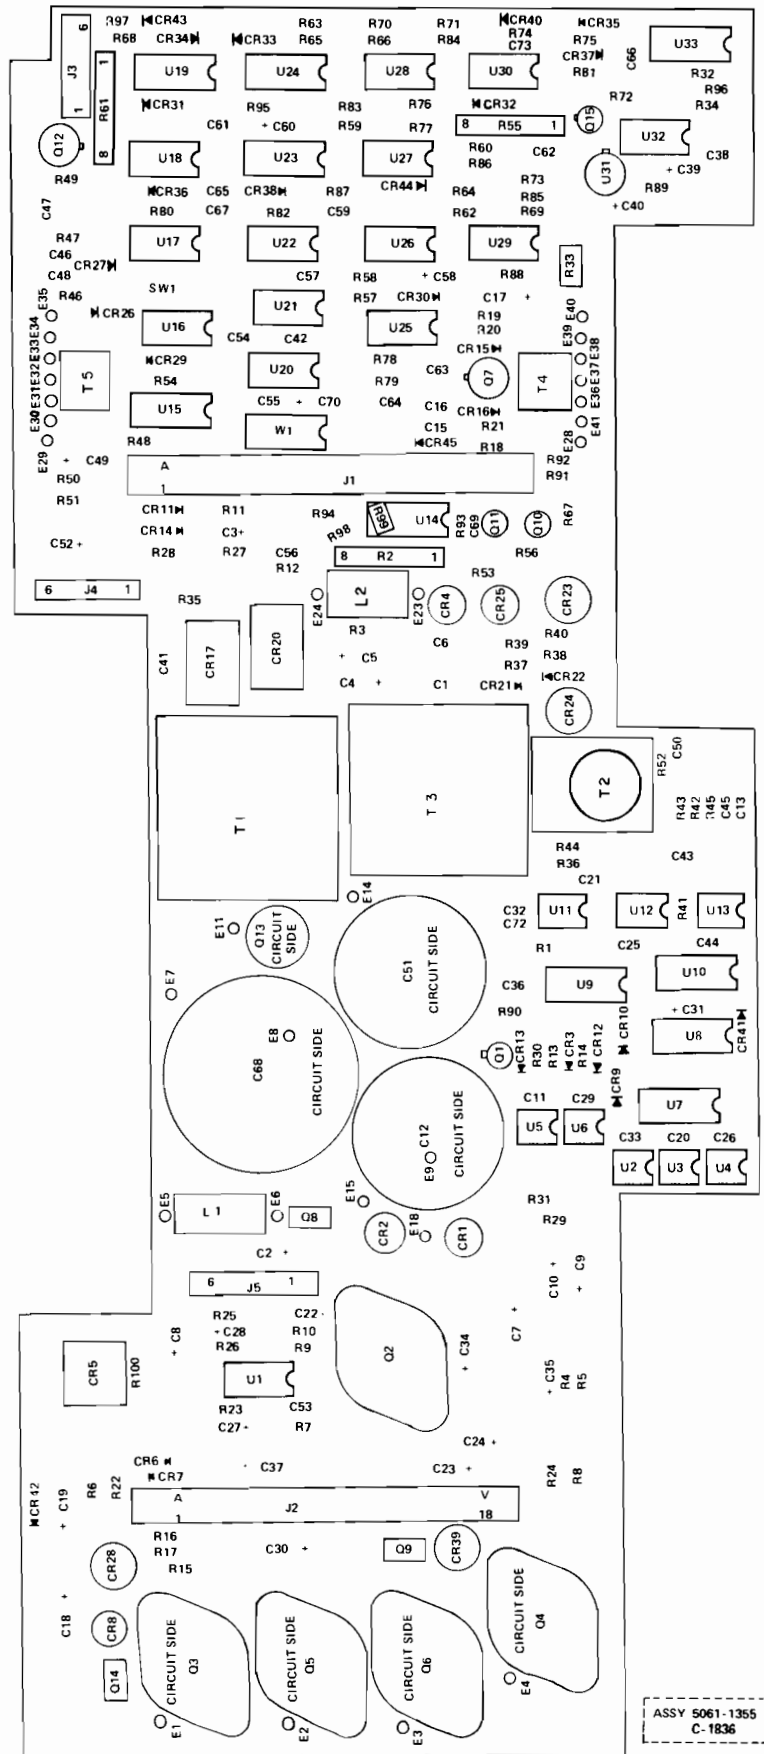 R97 CR43 R63 R70 R71 CR40 CR35
R68 CR34 CR33 R65 R66 R84 R74 R75 U33
C73 CR37 C66
6 J3 1
U19 U24 U28 U30 R81 R32
R96
1 R61 8
CR31 R95 R83 R76 CR32 R72 R34
C61 + C60 R59 R77 8 R55 1 Q15 U32
Q12 R60 C62 C38
U18 U23 U27 R86 U31 + C39
R49 R73 R89
CR36 C65 CR38 R87 CR44 R64 R85 + C40
C47 R80 C67 R82 C59 R62 R69
R47 U17 U22 U26 U29
C46
CR27 C57 R58 + C58 R88 R33
C48
R46 SW1 R57 CR30 C17 +
E35 CR26 U21 R19 E40
E34 U16 U25 R20 E39
E33 C54 C42 CR15 E38
E32 T5 CR29 R78 C63 Q7 T4 E37
E31 R54 U20 R79 E36
E30 U15 C55 + C70 C64 C16 CR16 E41
W1 C15 R21 E28
E29 R48 CR45 R18
+ C49 A R92
R50 1 J1 R91
R51 CR11 R11 R94 R99 U14 R93 C69 Q11 Q10 R67
CR14 C3+ R98
C52 + R28 R27 C56 8 R2 1 R56
R12 R53
6 J4 1 R35 E24 L2 E23 CR4 CR25 CR23
R3 R40
C41 CR17 CR20 + C5 C6 R39 R38
R37 CR22
C4 + C1 CR21
CR24
T1 T3 T2 R52 C50
R43 R42 R45 C45 C13
R44
R36 C43
E14 C21
E11 Q13 CIRCUIT SIDE C32 U11 U12 R41 U13
C72
R1 C25 C44
C51 CIRCUIT SIDE
E7 C36 U9 U10
R90 CR10 + C31 CR41
E8 C68 CIRCUIT SIDE U8
Q1 CR13 R30 R13 CR3 R14 CR12
CR9
C11 C29 U7
C12 E9 CIRCUIT SIDE U5 U6 C33 C20 C26
U2 U3 U4
E15 R31
E5 L1 E6 Q8 CR2 E18 CR1 R29
C2 +
6 J5 1 C10 + + C9
R25 C22
+ C8 + C28 R10 C7 +
R26 R9 Q2 + C34
CR5 R100 U1 + C35 R4 R5
R23 C53
C27 R7 C24 +
CR6 C37 C23 + R24 R8
CR7
CR42 + C19 R6 R22 A V
1 J2 18
R16
R17 C30 + Q9 CR39
CR28 R15
C18 + CR8
Q14 CIRCUIT SIDE Q3 CIRCUIT SIDE Q5 CIRCUIT SIDE Q6 CIRCUIT SIDE Q4
E4
E1 E2 E3
ASSY 5061-1355
C-1836